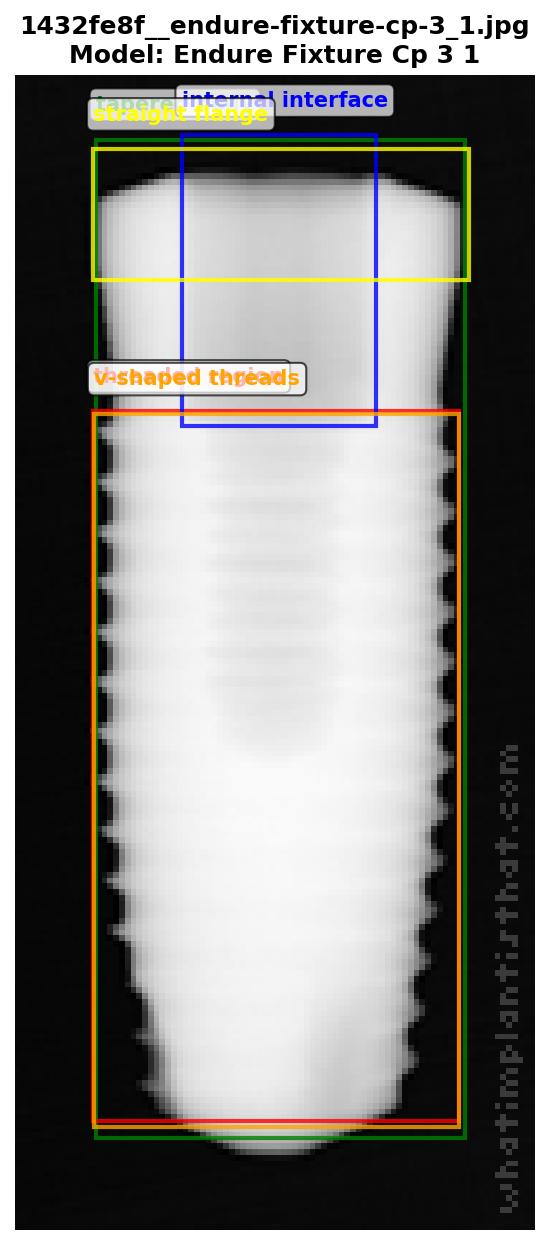 1432fe8f__endure-fixture-cp-3_1.jpg
Model: Endure Fixture Cp 3 1
internal interface
straight flange
threaded region
v-shaped threads
whatimplantisthat.com